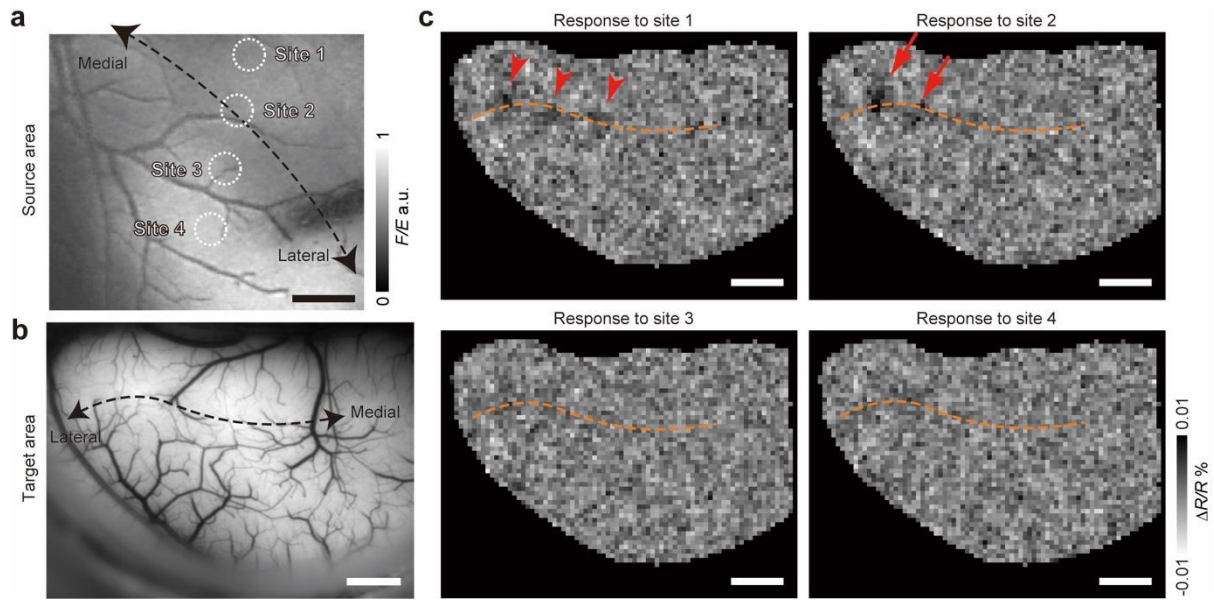 a
Source area
Medial
Site 1
Site 2
Site 3
Site 4
Lateral
1
F/E a.u.
0
b
Target area
Lateral
Medial
c
Response to site 1
Response to site 2
Response to site 3
Response to site 4
0.01
ΔR/R %
-0.01